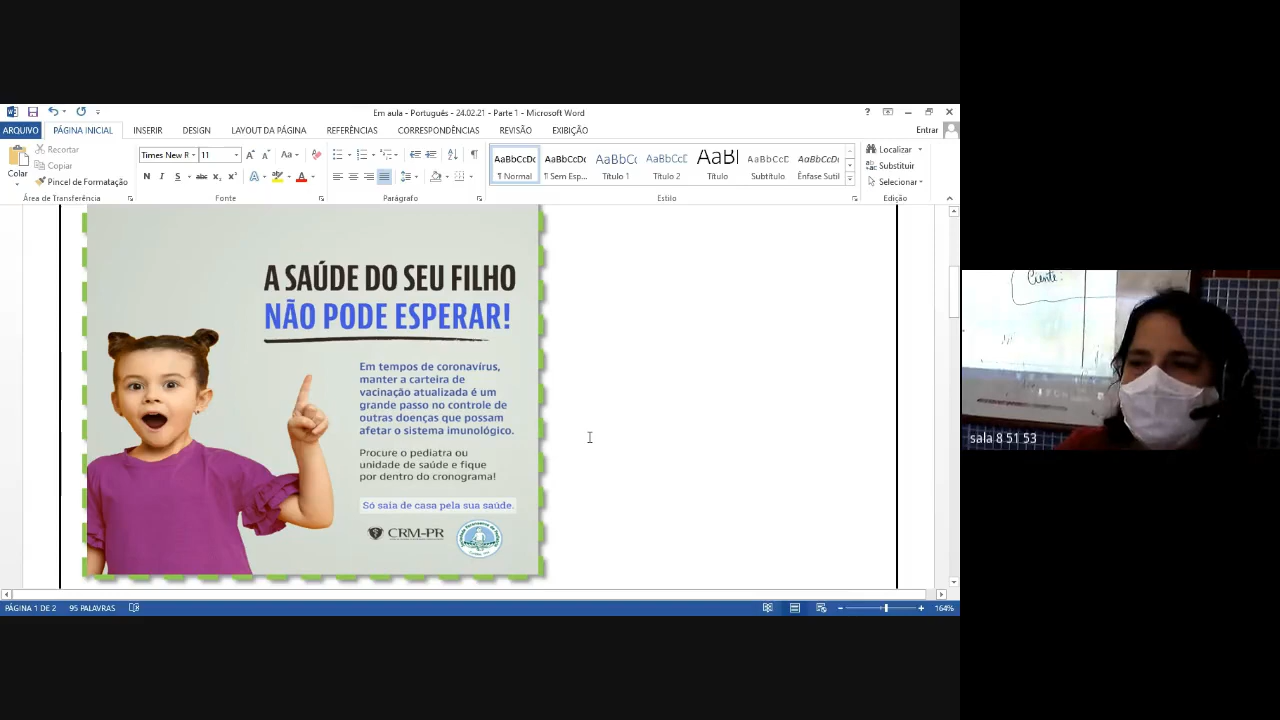 Em aula - Português - 24.02.21 - Parte 1 - Microsoft Word
Entrar
ARQUIVO PÁGINA INICIAL INSERIR DESIGN LAYOUT DA PÁGINA REFERÊNCIAS CORRESPONDÊNCIAS REVISÃO EXIBIÇÃO
Colar
Recortar
Copiar
Pincel de Formatação
Área de Transferência
Times New R 11
Fonte
Parágrafo
AaBbCcDc AaBbCcDc AaBbCc AaBbCcD AaBl AaBbCcD AaBbCcDc
¶ Normal ¶ Sem Esp... Título 1 Título 2 Título Subtítulo Ênfase Sutil
Estilo
Localizar
Substituir
Selecionar
Edição
A SAÚDE DO SEU FILHO
NÃO PODE ESPERAR!
Em tempos de coronavírus,
manter a carteira de
vacinação atualizada é um
grande passo no controle de
outras doenças que possam
afetar o sistema imunológico.
Procure o pediatra ou
unidade de saúde e fique
por dentro do cronograma!
Só saia de casa pela sua saúde.
CRM-PR
PÁGINA 1 DE 2 95 PALAVRAS
164%
Ciente:
sala 8 51 53